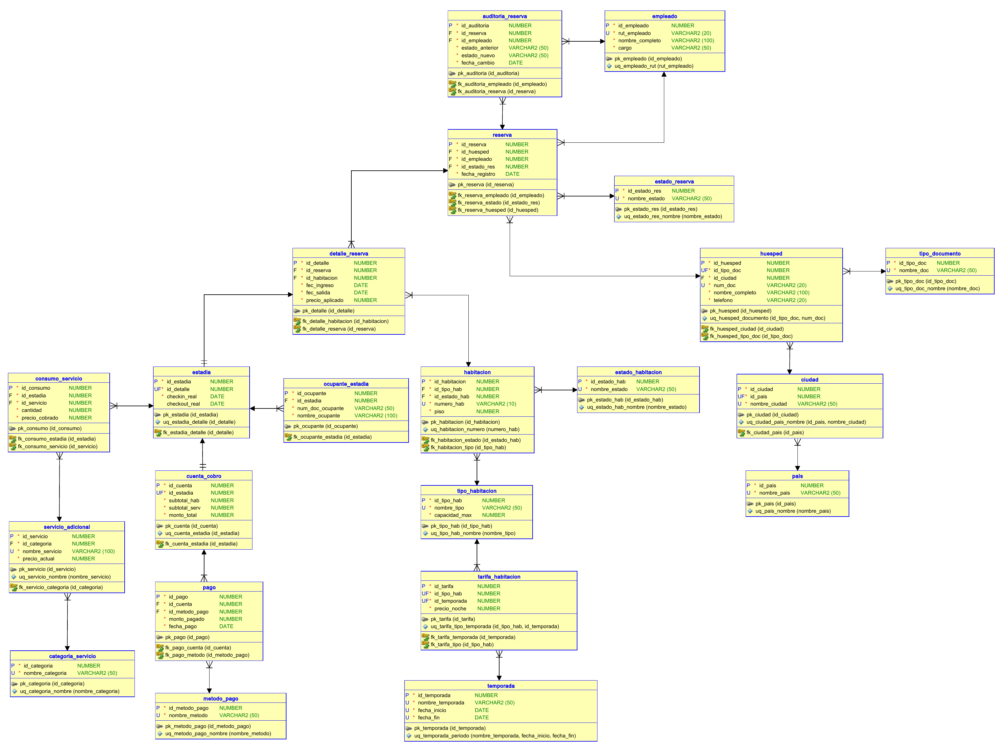 auditoria_reserva
P * id_auditoria NUMBER
F * id_reserva NUMBER
F * id_empleado NUMBER
* estado_anterior VARCHAR2 (50)
* estado_nuevo VARCHAR2 (50)
* fecha_cambio DATE
pk_auditoria (id_auditoria)
fk_auditoria_empleado (id_empleado)
fk_auditoria_reserva (id_reserva)
empleado
P * id_empleado NUMBER
U * rut_empleado VARCHAR2 (20)
* nombre_completo VARCHAR2 (100)
* cargo VARCHAR2 (50)
pk_empleado (id_empleado)
uq_empleado_rut (rut_empleado)
reserva
P * id_reserva NUMBER
F * id_huesped NUMBER
F * id_empleado NUMBER
F * id_estado_res NUMBER
* fecha_registro DATE
pk_reserva (id_reserva)
fk_reserva_empleado (id_empleado)
fk_reserva_estado (id_estado_res)
fk_reserva_huesped (id_huesped)
estado_reserva
P * id_estado_res NUMBER
U * nombre_estado VARCHAR2 (50)
pk_estado_res (id_estado_res)
uq_estado_res_nombre (nombre_estado)
detalle_reserva
P * id_detalle NUMBER
F * id_reserva NUMBER
F * id_habitacion NUMBER
* fec_ingreso DATE
* fec_salida DATE
* precio_aplicado NUMBER
pk_detalle (id_detalle)
fk_detalle_habitacion (id_habitacion)
fk_detalle_reserva (id_reserva)
huesped
P * id_huesped NUMBER
UF* id_tipo_doc NUMBER
F * id_ciudad NUMBER
U * num_doc VARCHAR2 (20)
* nombre_completo VARCHAR2 (100)
* telefono VARCHAR2 (20)
pk_huesped (id_huesped)
uq_huesped_documento (id_tipo_doc, num_doc)
fk_huesped_ciudad (id_ciudad)
fk_huesped_tipo_doc (id_tipo_doc)
tipo_documento
P * id_tipo_doc NUMBER
U * nombre_doc VARCHAR2 (50)
pk_tipo_doc (id_tipo_doc)
uq_tipo_doc_nombre (nombre_doc)
consumo_servicio
P * id_consumo NUMBER
F * id_estadia NUMBER
F * id_servicio NUMBER
* cantidad NUMBER
* precio_cobrado NUMBER
pk_consumo (id_consumo)
fk_consumo_estadia (id_estadia)
fk_consumo_servicio (id_servicio)
estadia
P * id_estadia NUMBER
UF* id_detalle NUMBER
* checkin_real DATE
checkout_real DATE
pk_estadia (id_estadia)
uq_estadia_detalle (id_detalle)
fk_estadia_detalle (id_detalle)
ocupante_estadia
P * id_ocupante NUMBER
F * id_estadia NUMBER
* num_doc_ocupante VARCHAR2 (50)
* nombre_ocupante VARCHAR2 (100)
pk_ocupante (id_ocupante)
fk_ocupante_estadia (id_estadia)
habitacion
P * id_habitacion NUMBER
F * id_tipo_hab NUMBER
F * id_estado_hab NUMBER
U * numero_hab VARCHAR2 (10)
* piso NUMBER
pk_habitacion (id_habitacion)
uq_habitacion_numero (numero_hab)
fk_habitacion_estado (id_estado_hab)
fk_habitacion_tipo (id_tipo_hab)
estado_habitacion
P * id_estado_hab NUMBER
U * nombre_estado VARCHAR2 (50)
pk_estado_hab (id_estado_hab)
uq_estado_hab_nombre (nombre_estado)
ciudad
P * id_ciudad NUMBER
UF* id_pais NUMBER
U * nombre_ciudad VARCHAR2 (50)
pk_ciudad (id_ciudad)
uq_ciudad_pais_nombre (id_pais, nombre_ciudad)
fk_ciudad_pais (id_pais)
cuenta_cobro
P * id_cuenta NUMBER
UF* id_estadia NUMBER
* subtotal_hab NUMBER
* subtotal_serv NUMBER
* monto_total NUMBER
pk_cuenta (id_cuenta)
uq_cuenta_estadia (id_estadia)
fk_cuenta_estadia (id_estadia)
tipo_habitacion
P * id_tipo_hab NUMBER
U * nombre_tipo VARCHAR2 (50)
* capacidad_max NUMBER
pk_tipo_hab (id_tipo_hab)
uq_tipo_hab_nombre (nombre_tipo)
pais
P * id_pais NUMBER
U * nombre_pais VARCHAR2 (50)
pk_pais (id_pais)
uq_pais_nombre (nombre_pais)
servicio_adicional
P * id_servicio NUMBER
F * id_categoria NUMBER
U * nombre_servicio VARCHAR2 (100)
* precio_actual NUMBER
pk_servicio (id_servicio)
uq_servicio_nombre (nombre_servicio)
fk_servicio_categoria (id_categoria)
pago
P * id_pago NUMBER
F * id_cuenta NUMBER
F * id_metodo_pago NUMBER
* monto_pagado NUMBER
* fecha_pago DATE
pk_pago (id_pago)
fk_pago_cuenta (id_cuenta)
fk_pago_metodo (id_metodo_pago)
tarifa_habitacion
P * id_tarifa NUMBER
UF* id_tipo_hab NUMBER
UF* id_temporada NUMBER
* precio_noche NUMBER
pk_tarifa (id_tarifa)
uq_tarifa_tipo_temporada (id_tipo_hab, id_temporada)
fk_tarifa_temporada (id_temporada)
fk_tarifa_tipo (id_tipo_hab)
categoria_servicio
P * id_categoria NUMBER
U * nombre_categoria VARCHAR2 (50)
pk_categoria (id_categoria)
uq_categoria_nombre (nombre_categoria)
metodo_pago
P * id_metodo_pago NUMBER
U * nombre_metodo VARCHAR2 (50)
pk_metodo_pago (id_metodo_pago)
uq_metodo_pago_nombre (nombre_metodo)
temporada
P * id_temporada NUMBER
U * nombre_temporada VARCHAR2 (50)
U * fecha_inicio DATE
U * fecha_fin DATE
pk_temporada (id_temporada)
uq_temporada_periodo (nombre_temporada, fecha_inicio, fecha_fin)